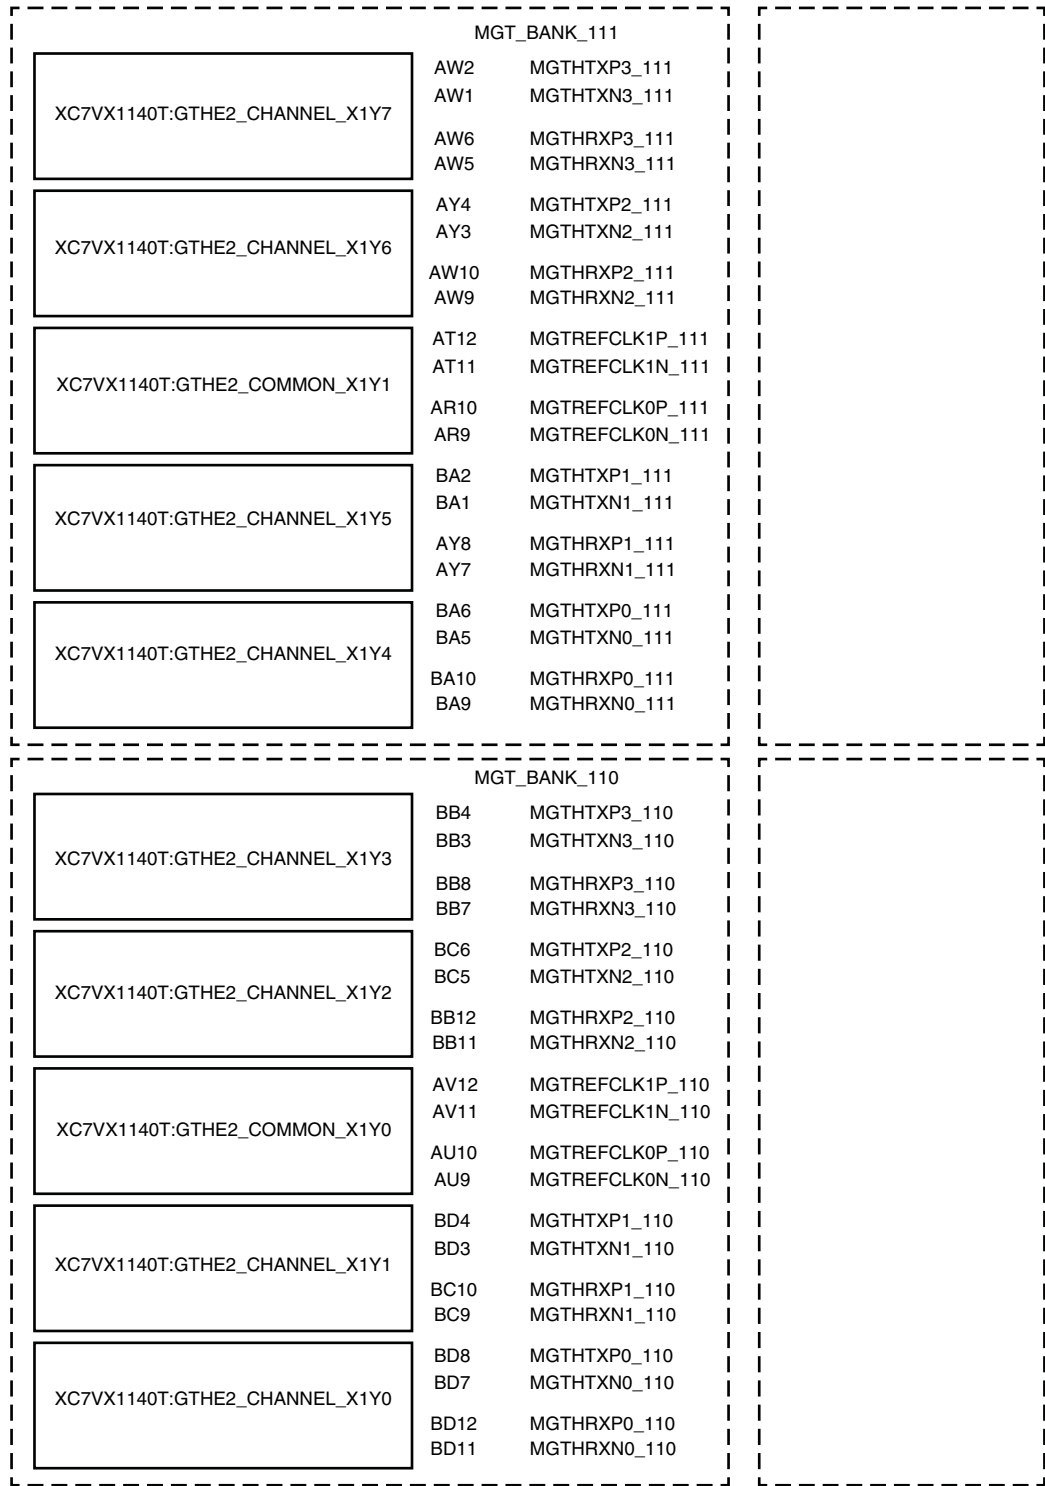 MGT_BANK_111
AW2 MGTHTXP3_111
AW1 MGTHTXN3_111
XC7VX1140T:GTHE2_CHANNEL_X1Y7
AW6 MGTHRXP3_111
AW5 MGTHRXN3_111
AY4 MGTHTXP2_111
AY3 MGTHTXN2_111
XC7VX1140T:GTHE2_CHANNEL_X1Y6
AW10 MGTHRXP2_111
AW9 MGTHRXN2_111
AT12 MGTREFCLK1P_111
AT11 MGTREFCLK1N_111
XC7VX1140T:GTHE2_COMMON_X1Y1
AR10 MGTREFCLK0P_111
AR9 MGTREFCLK0N_111
BA2 MGTHTXP1_111
BA1 MGTHTXN1_111
XC7VX1140T:GTHE2_CHANNEL_X1Y5
AY8 MGTHRXP1_111
AY7 MGTHRXN1_111
BA6 MGTHTXP0_111
BA5 MGTHTXN0_111
XC7VX1140T:GTHE2_CHANNEL_X1Y4
BA10 MGTHRXP0_111
BA9 MGTHRXN0_111
MGT_BANK_110
BB4 MGTHTXP3_110
BB3 MGTHTXN3_110
XC7VX1140T:GTHE2_CHANNEL_X1Y3
BB8 MGTHRXP3_110
BB7 MGTHRXN3_110
BC6 MGTHTXP2_110
BC5 MGTHTXN2_110
XC7VX1140T:GTHE2_CHANNEL_X1Y2
BB12 MGTHRXP2_110
BB11 MGTHRXN2_110
AV12 MGTREFCLK1P_110
AV11 MGTREFCLK1N_110
XC7VX1140T:GTHE2_COMMON_X1Y0
AU10 MGTREFCLK0P_110
AU9 MGTREFCLK0N_110
BD4 MGTHTXP1_110
BD3 MGTHTXN1_110
XC7VX1140T:GTHE2_CHANNEL_X1Y1
BC10 MGTHRXP1_110
BC9 MGTHRXN1_110
BD8 MGTHTXP0_110
BD7 MGTHTXN0_110
XC7VX1140T:GTHE2_CHANNEL_X1Y0
BD12 MGTHRXP0_110
BD11 MGTHRXN0_110